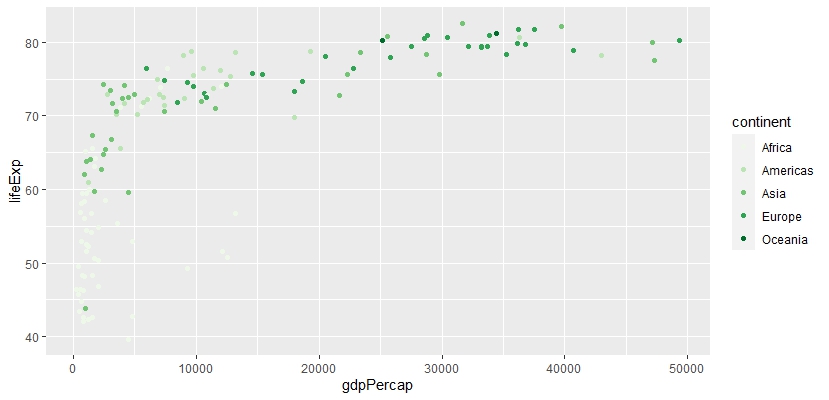 80
70
60
50
40
lifeExp
0
10000
20000
30000
40000
50000
gdpPercap
continent
Africa
Americas
Asia
Europe
Oceania